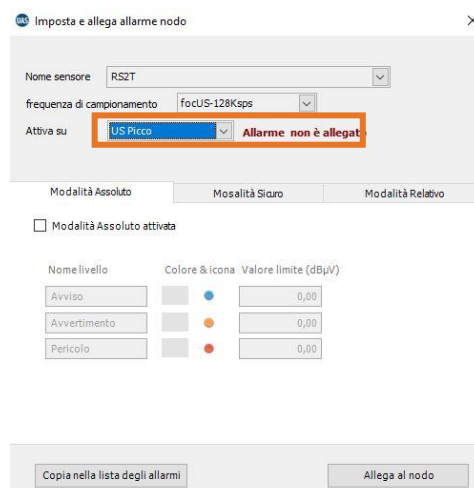 UAS Imposta e allega allarme nodo
Nome sensore RS2T
frequenza di campionamento focUS-128Ksps
Attiva su US Picco Allarme non è allegato
Modalità Assoluto Mosalità Sicuro Modalità Relativo
Modalità Assoluto attivata
Nome livello Colore & icona Valore limite (dBµV)
Avviso 0,00
Avvertimento 0,00
Pericolo 0,00
Copia nella lista degli allarmi Allega al nodo